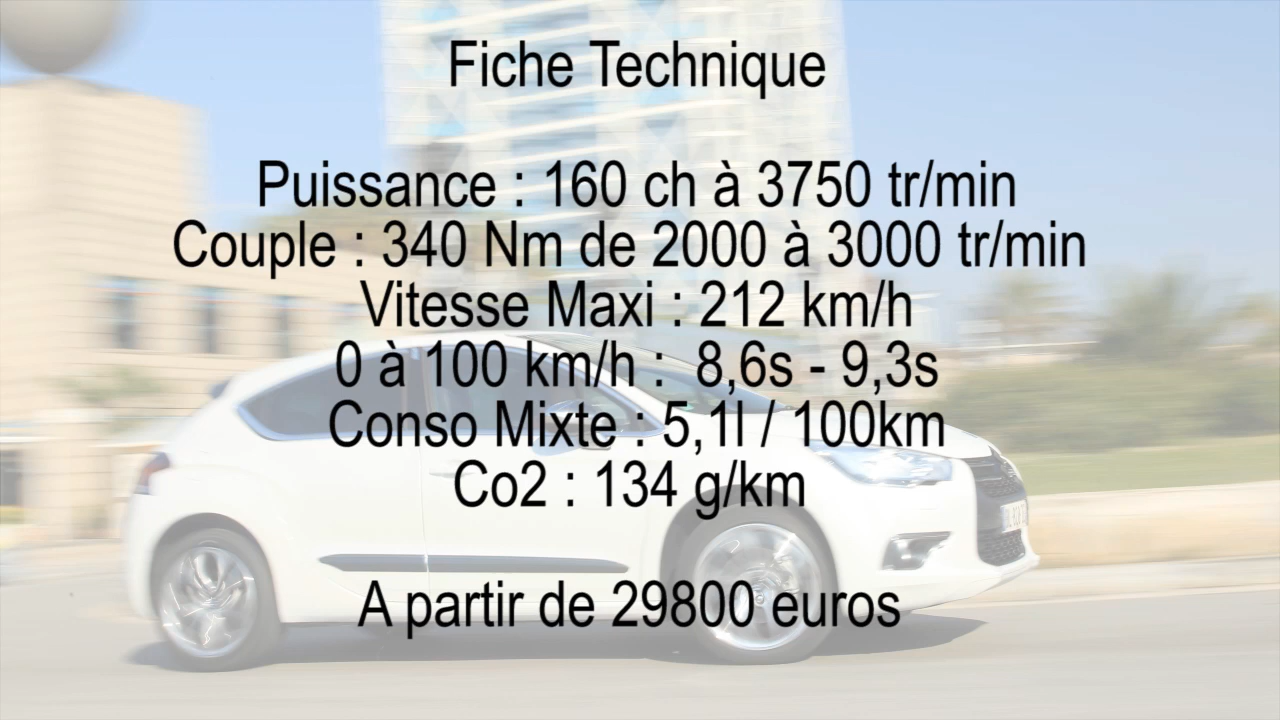 Fiche Technique
Puissance : 160 ch à 3750 tr/min
Couple : 340 Nm de 2000 à 3000 tr/min
Vitesse Maxi : 212 km/h
0 à 100 km/h : 8,6s - 9,3s
Conso Mixte : 5,1l / 100km
Co2 : 134 g/km
A partir de 29800 euros